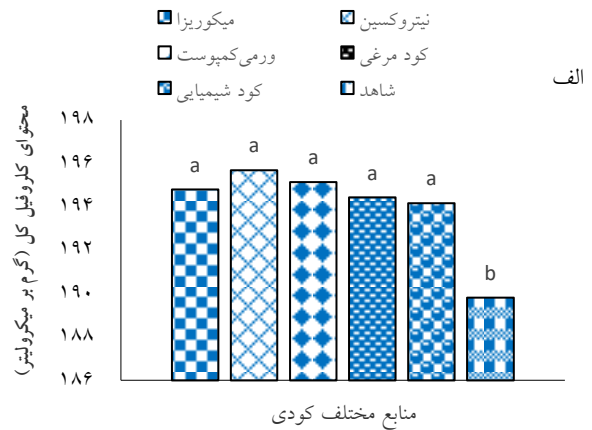 میکوریزا نیتروکسین
ورمی‌کمپوست کود مرغی
کود شیمیایی شاهد
الف
محتوای کلروفیل کل (گرم بر میکرولیتر)
۱۹۸
۱۹۶
۱۹۴
۱۹۲
۱۹۰
۱۸۸
۱۸۶
a a a a a b
منابع مختلف کودی